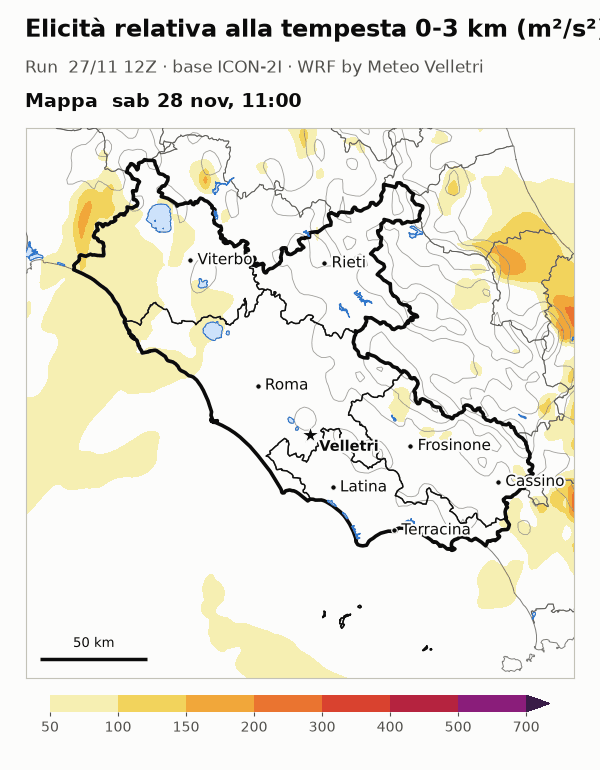 Elicità relativa alla tempesta 0-3 km (m²/s²)
Run 27/11 12Z · base ICON-2I · WRF by Meteo Velletri
Mappa sab 28 nov, 11:00
Viterbo
Rieti
Roma
Velletri
Frosinone
Latina
Cassino
Terracina
50 km
50 100 150 200 300 400 500 700